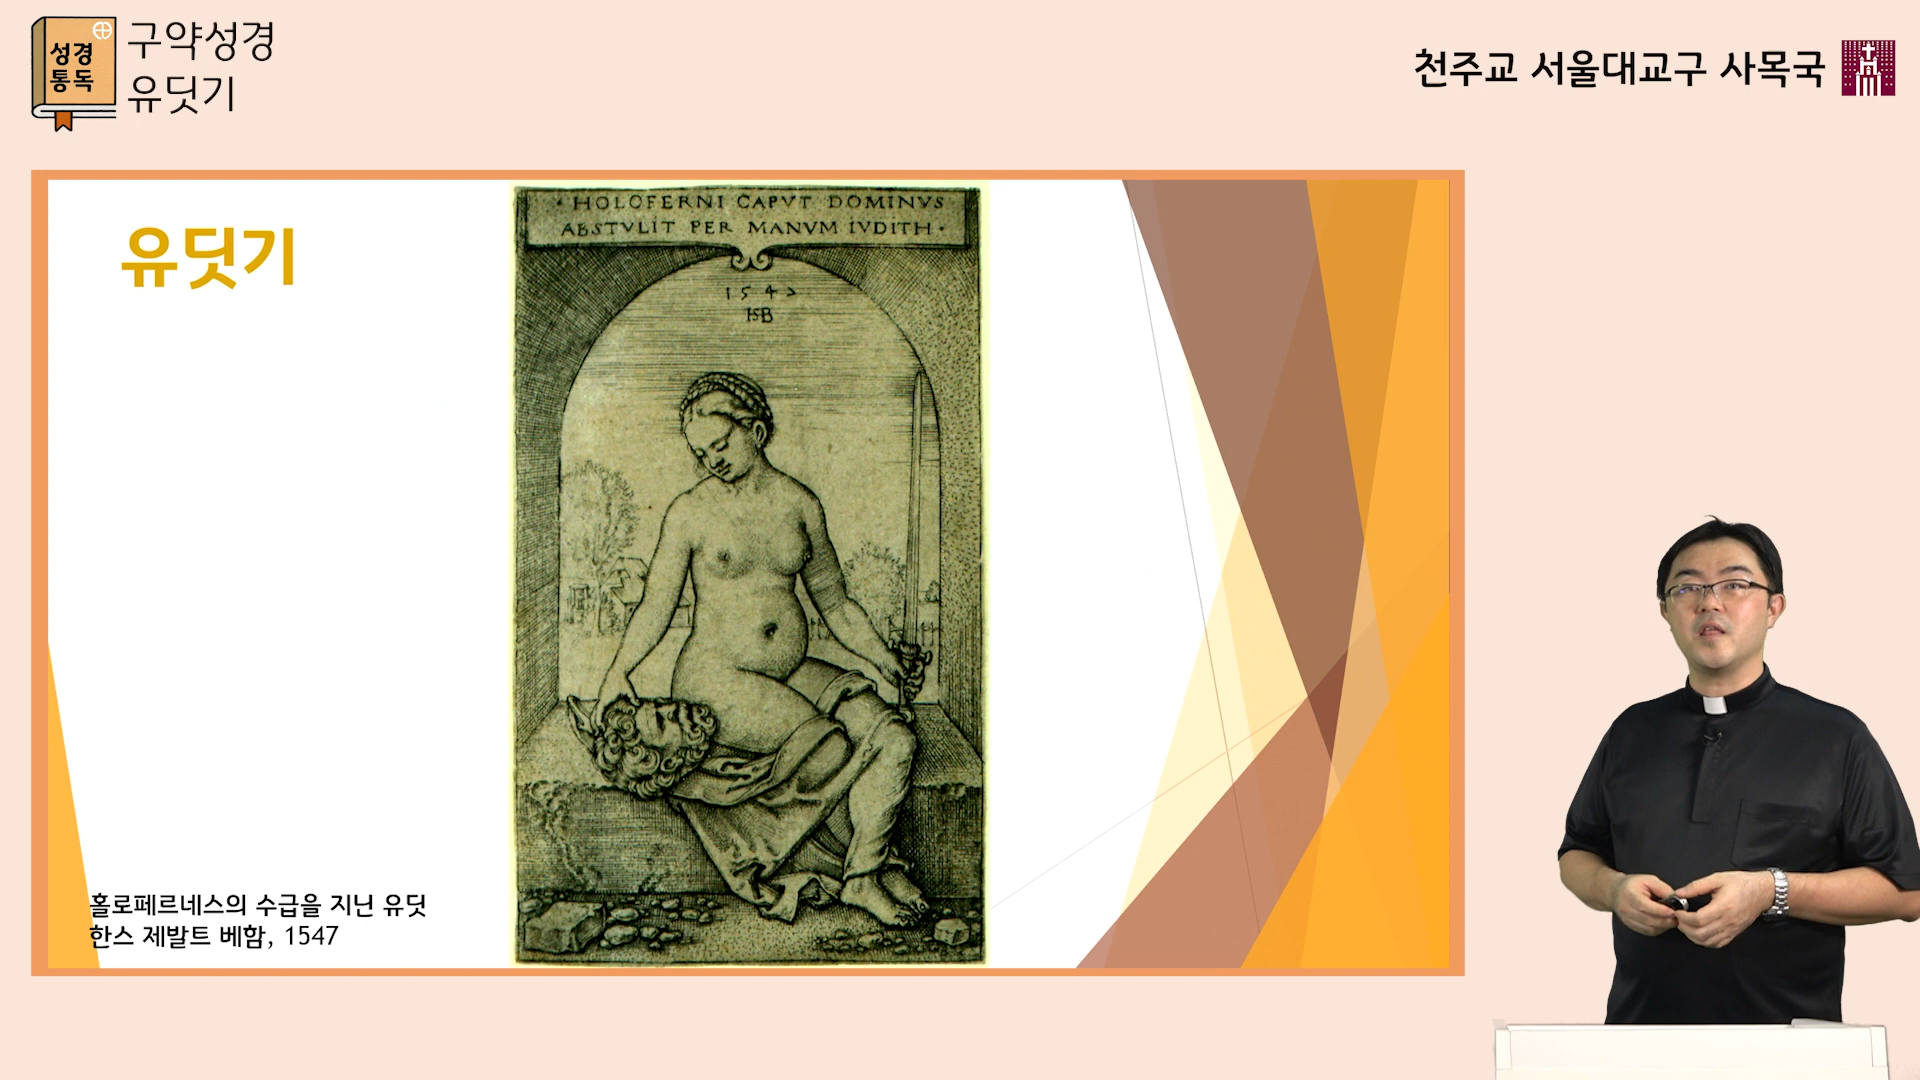 성경
통독
구약성경
유딧기
천주교 서울대교구 사목국
유딧기
· HOLOFERNI CAPVT DOMINVS
ABSTVLIT PER MANVM IVDITH ·
1547
HSB
홀로페르네스의 수급을 지닌 유딧
한스 제발트 베함, 1547